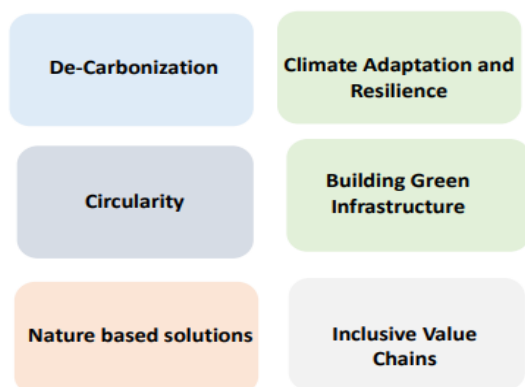 De-Carbonization
Climate Adaptation and
Resilience
Circularity
Building Green
Infrastructure
Nature based solutions
Inclusive Value
Chains